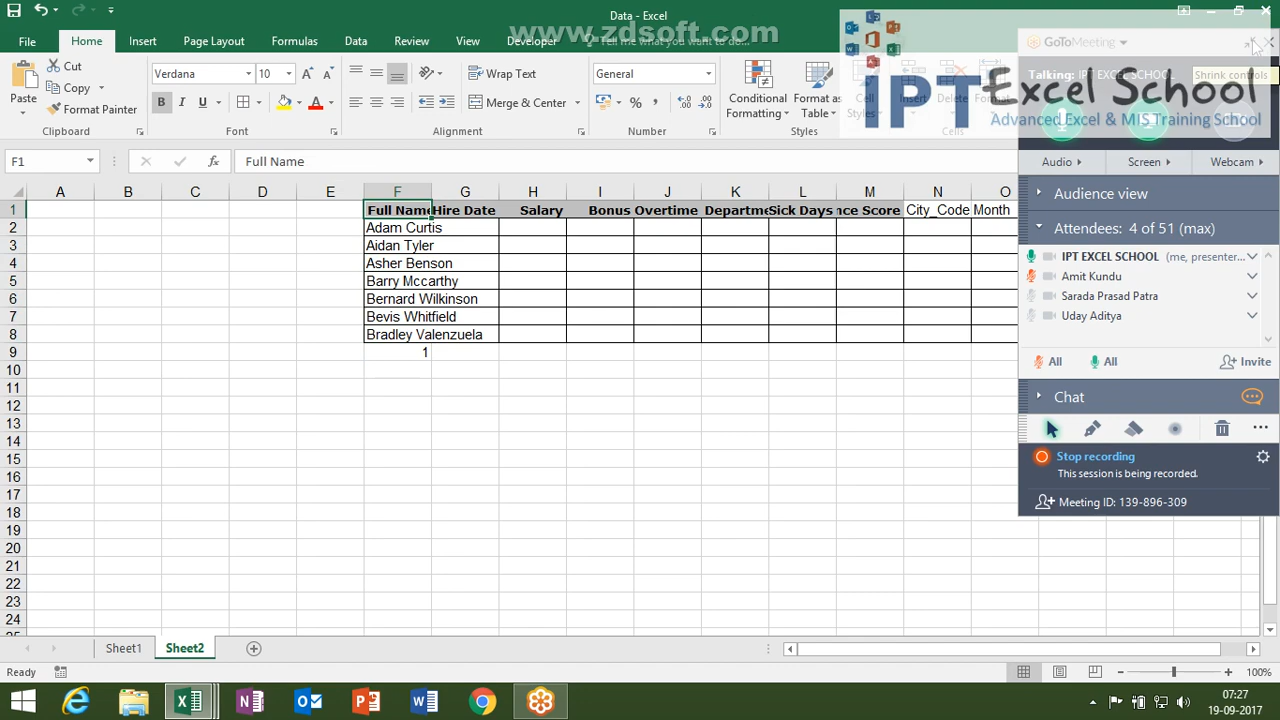 Data - Excel
www.zdsoft.com
File Home Insert Page Layout Formulas Data Review View Developer Tell me what you want to do...
GoToMeeting
Talking: IPT EXCEL SCHOOL
Shrink controls
IPT Excel School
Advanced Excel & MIS Training School
Paste
Cut
Copy
Format Painter
Clipboard
Verdana 10
B I U
Font
Wrap Text
Merge & Center
Alignment
General
%
Number
Conditional Formatting
Format as Table
Cell Styles
Styles
Insert
Delete
Format
Cells
Audio Screen Webcam
F1 Full Name
A B C D E F G H I J K L M N O
1 Full Name Hire Date Salary Bonus Overtime Departme Sick Days nce Score City_Code Month
2 Adam Curtis
3 Aidan Tyler
4 Asher Benson
5 Barry Mccarthy
6 Bernard Wilkinson
7 Bevis Whitfield
8 Bradley Valenzuela
9 1
10
11
12
13
14
15
16
17
18
19
20
21
22
23
24
25
Audience view
Attendees: 4 of 51 (max)
IPT EXCEL SCHOOL (me, presenter...
Amit Kundu
Sarada Prasad Patra
Uday Aditya
All All Invite
Chat
Stop recording
This session is being recorded.
Meeting ID: 139-896-309
Sheet1 Sheet2
Ready
100%
07:27
19-09-2017